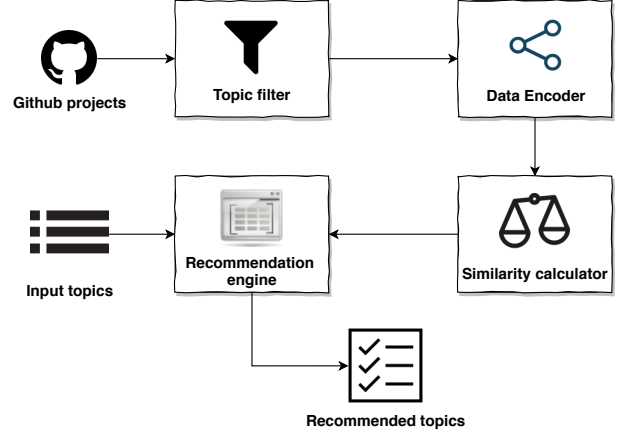 Github projects
Topic filter
Data Encoder
Input topics
Recommendation
engine
Similarity calculator
Recommended topics